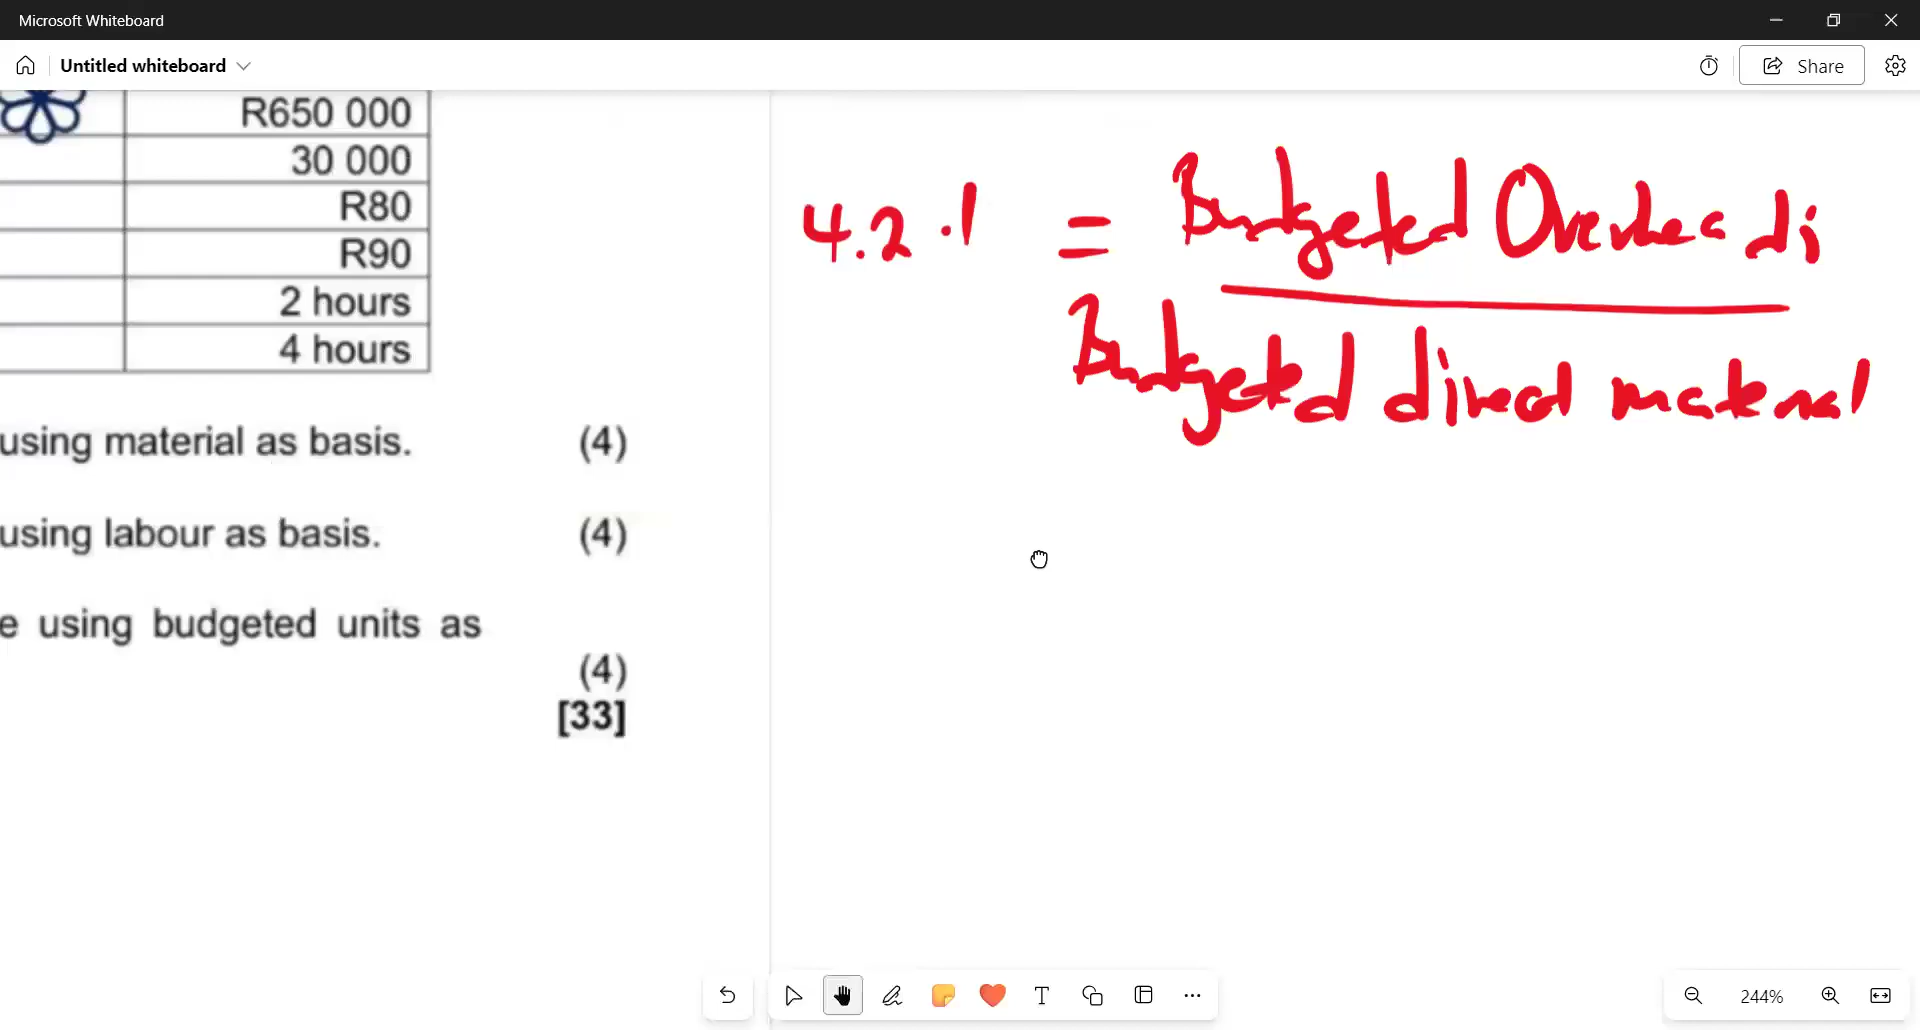 Microsoft Whiteboard
Untitled whiteboard
Share
R650 000
30 000
R80
R90
2 hours
4 hours
using material as basis. (4)
using labour as basis. (4)
e using budgeted units as
(4)
[33]
4.2.1 = Budgeted Overheads
Budgeted direct material
244%